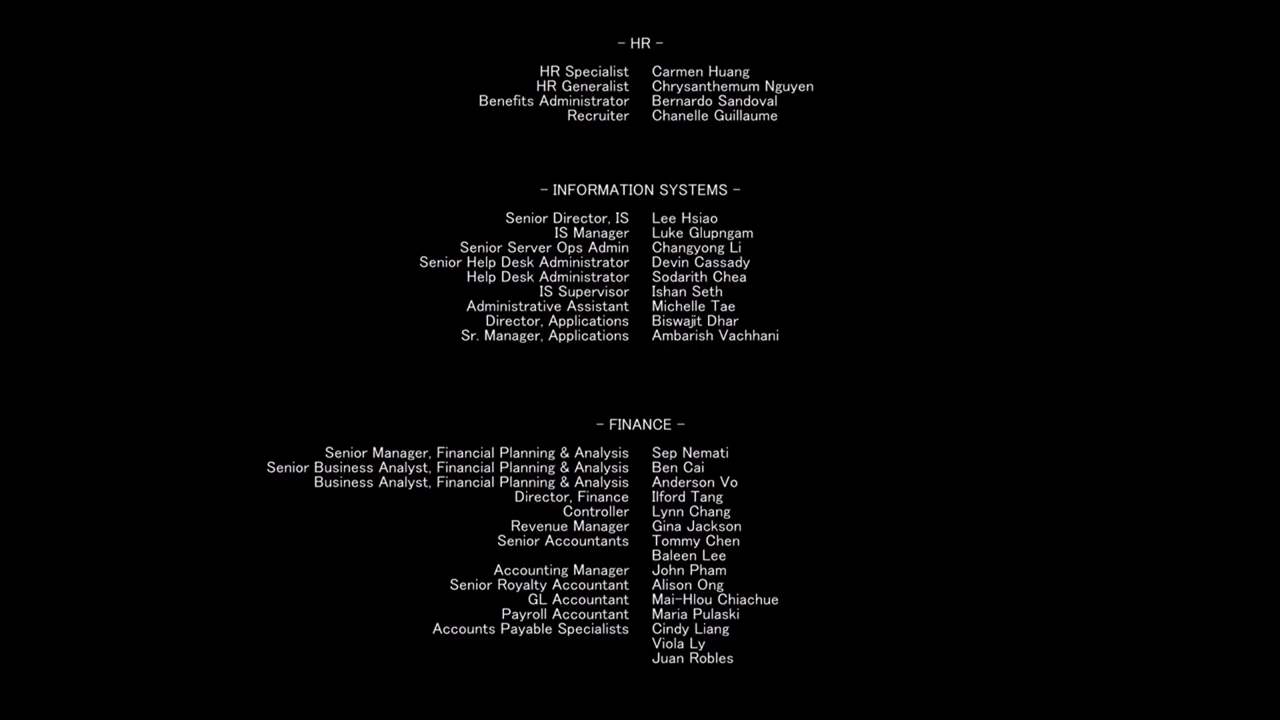 - HR -
HR Specialist Carmen Huang
HR Generalist Chrysanthemum Nguyen
Benefits Administrator Bernardo Sandoval
Recruiter Chanelle Guillaume
- INFORMATION SYSTEMS -
Senior Director, IS Lee Hsiao
IS Manager Luke Glupngam
Senior Server Ops Admin Changyong Li
Senior Help Desk Administrator Devin Cassady
Help Desk Administrator Sodarith Chea
IS Supervisor Ishan Seth
Administrative Assistant Michelle Tae
Director, Applications Biswajit Dhar
Sr. Manager, Applications Ambarish Vachhani
- FINANCE -
Senior Manager, Financial Planning & Analysis Sep Nemati
Senior Business Analyst, Financial Planning & Analysis Ben Cai
Business Analyst, Financial Planning & Analysis Anderson Vo
Director, Finance Ilford Tang
Controller Lynn Chang
Revenue Manager Gina Jackson
Senior Accountants Tommy Chen
Baleen Lee
Accounting Manager John Pham
Senior Royalty Accountant Alison Ong
GL Accountant Mai-Hlou Chiachue
Payroll Accountant Maria Pulaski
Accounts Payable Specialists Cindy Liang
Viola Ly
Juan Robles